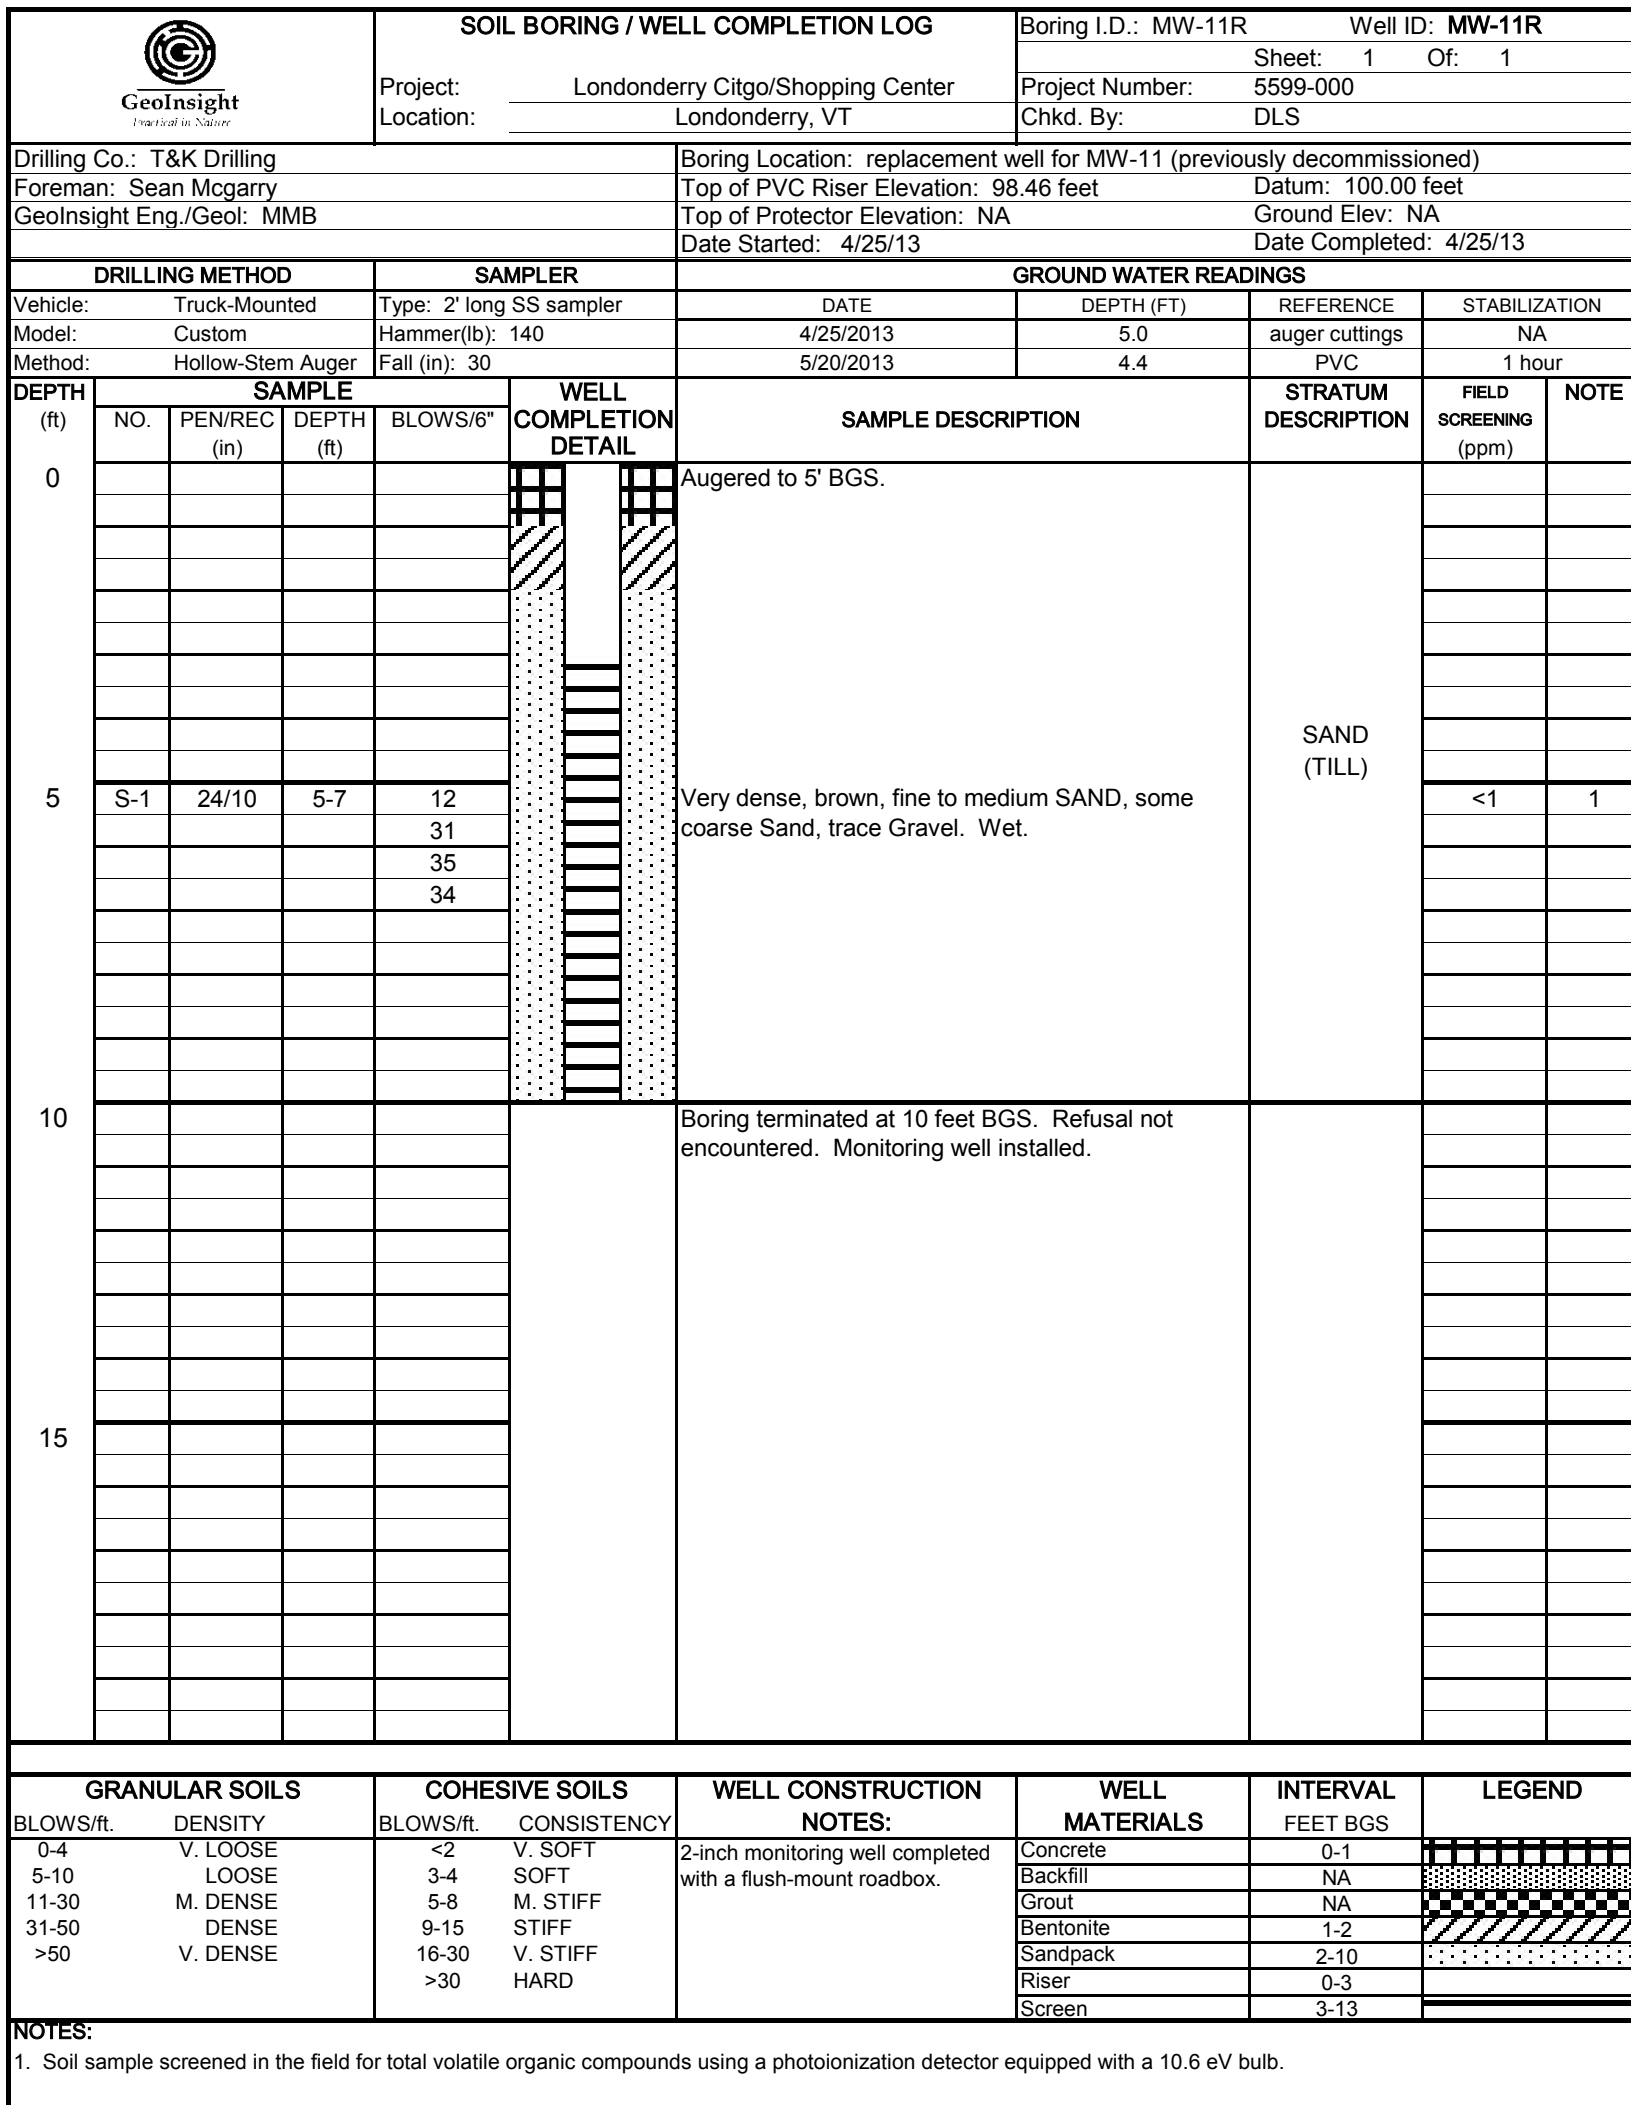 GeoInsight
Practical in Nature
SOIL BORING / WELL COMPLETION LOG
Project: Londonderry Citgo/Shopping Center
Location: Londonderry, VT
Boring I.D.: MW-11R Well ID: MW-11R
Sheet: 1 Of: 1
Project Number: 5599-000
Chkd. By: DLS
Drilling Co.: T&K Drilling
Foreman: Sean Mcgarry
GeoInsight Eng./Geol: MMB
Boring Location: replacement well for MW-11 (previously decommissioned)
Top of PVC Riser Elevation: 98.46 feet Datum: 100.00 feet
Top of Protector Elevation: NA Ground Elev: NA
Date Started: 4/25/13 Date Completed: 4/25/13
DRILLING METHOD SAMPLER GROUND WATER READINGS
Vehicle: Truck-Mounted Type: 2' long SS sampler DATE DEPTH (FT) REFERENCE STABILIZATION
Model: Custom Hammer(lb): 140 4/25/2013 5.0 auger cuttings NA
Method: Hollow-Stem Auger Fall (in): 30 5/20/2013 4.4 PVC 1 hour
DEPTH SAMPLE WELL STRATUM FIELD NOTE
(ft) NO. PEN/REC DEPTH BLOWS/6" COMPLETION SAMPLE DESCRIPTION DESCRIPTION SCREENING
(in) (ft) DETAIL (ppm)
0 Augered to 5' BGS.
SAND
(TILL)
5 S-1 24/10 5-7 12 Very dense, brown, fine to medium SAND, some <1 1
31 coarse Sand, trace Gravel. Wet.
35
34
10 Boring terminated at 10 feet BGS. Refusal not
encountered. Monitoring well installed.
15
GRANULAR SOILS COHESIVE SOILS WELL CONSTRUCTION WELL INTERVAL LEGEND
BLOWS/ft. DENSITY BLOWS/ft. CONSISTENCY NOTES: MATERIALS FEET BGS
0-4 V. LOOSE <2 V. SOFT 2-inch monitoring well completed Concrete 0-1
5-10 LOOSE 3-4 SOFT with a flush-mount roadbox. Backfill NA
11-30 M. DENSE 5-8 M. STIFF Grout NA
31-50 DENSE 9-15 STIFF Bentonite 1-2
>50 V. DENSE 16-30 V. STIFF Sandpack 2-10
>30 HARD Riser 0-3
Screen 3-13
NOTES:
1. Soil sample screened in the field for total volatile organic compounds using a photoionization detector equipped with a 10.6 eV bulb.